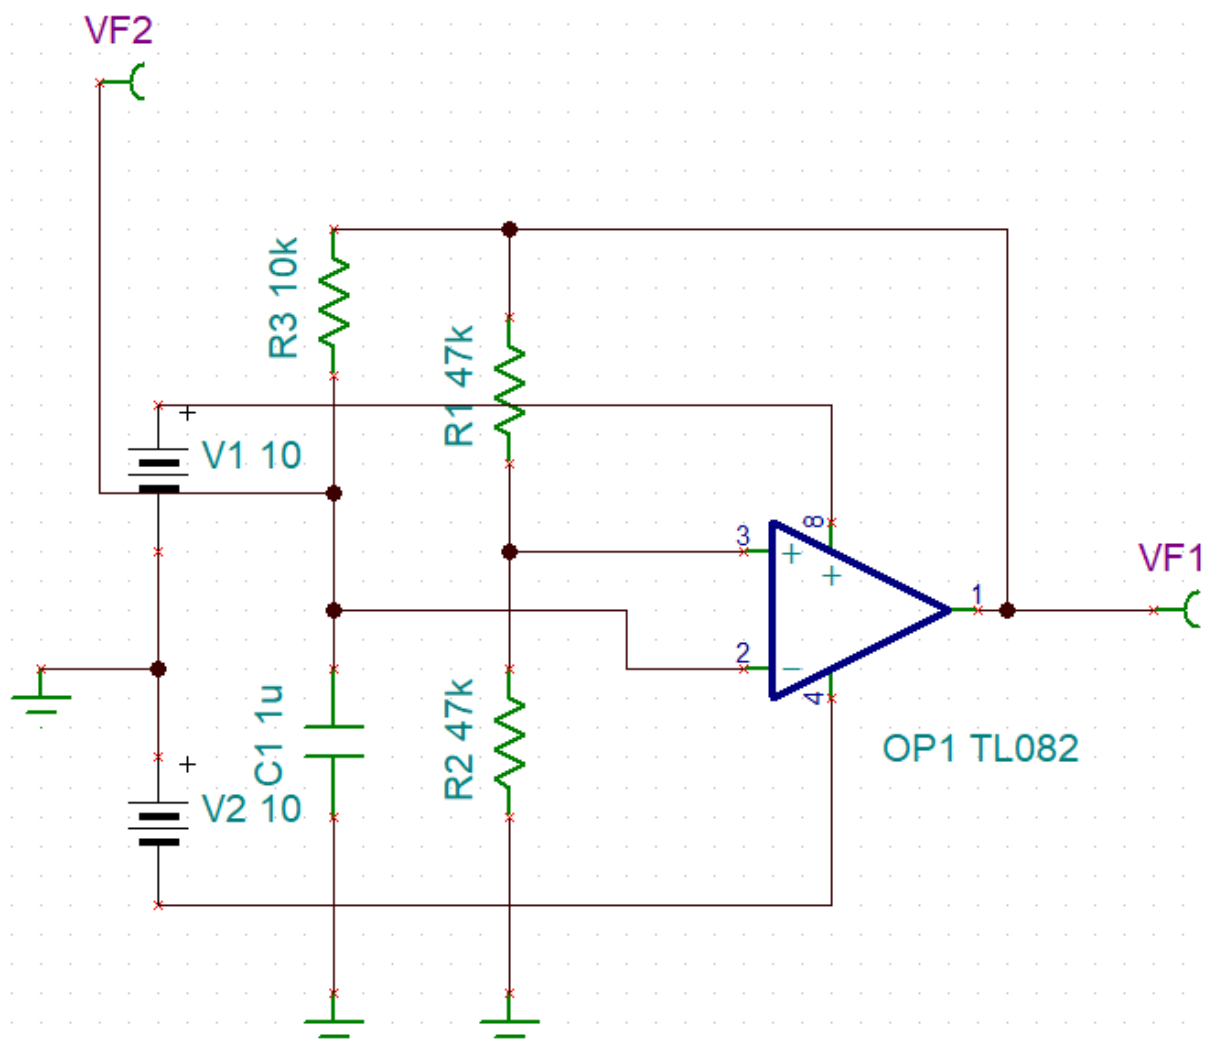 VF2
R3 10k
R1 47k
+
V1 10
8
3
+
+
VF1
1
2
−
4
C1 1u
R2 47k
OP1 TL082
+
V2 10